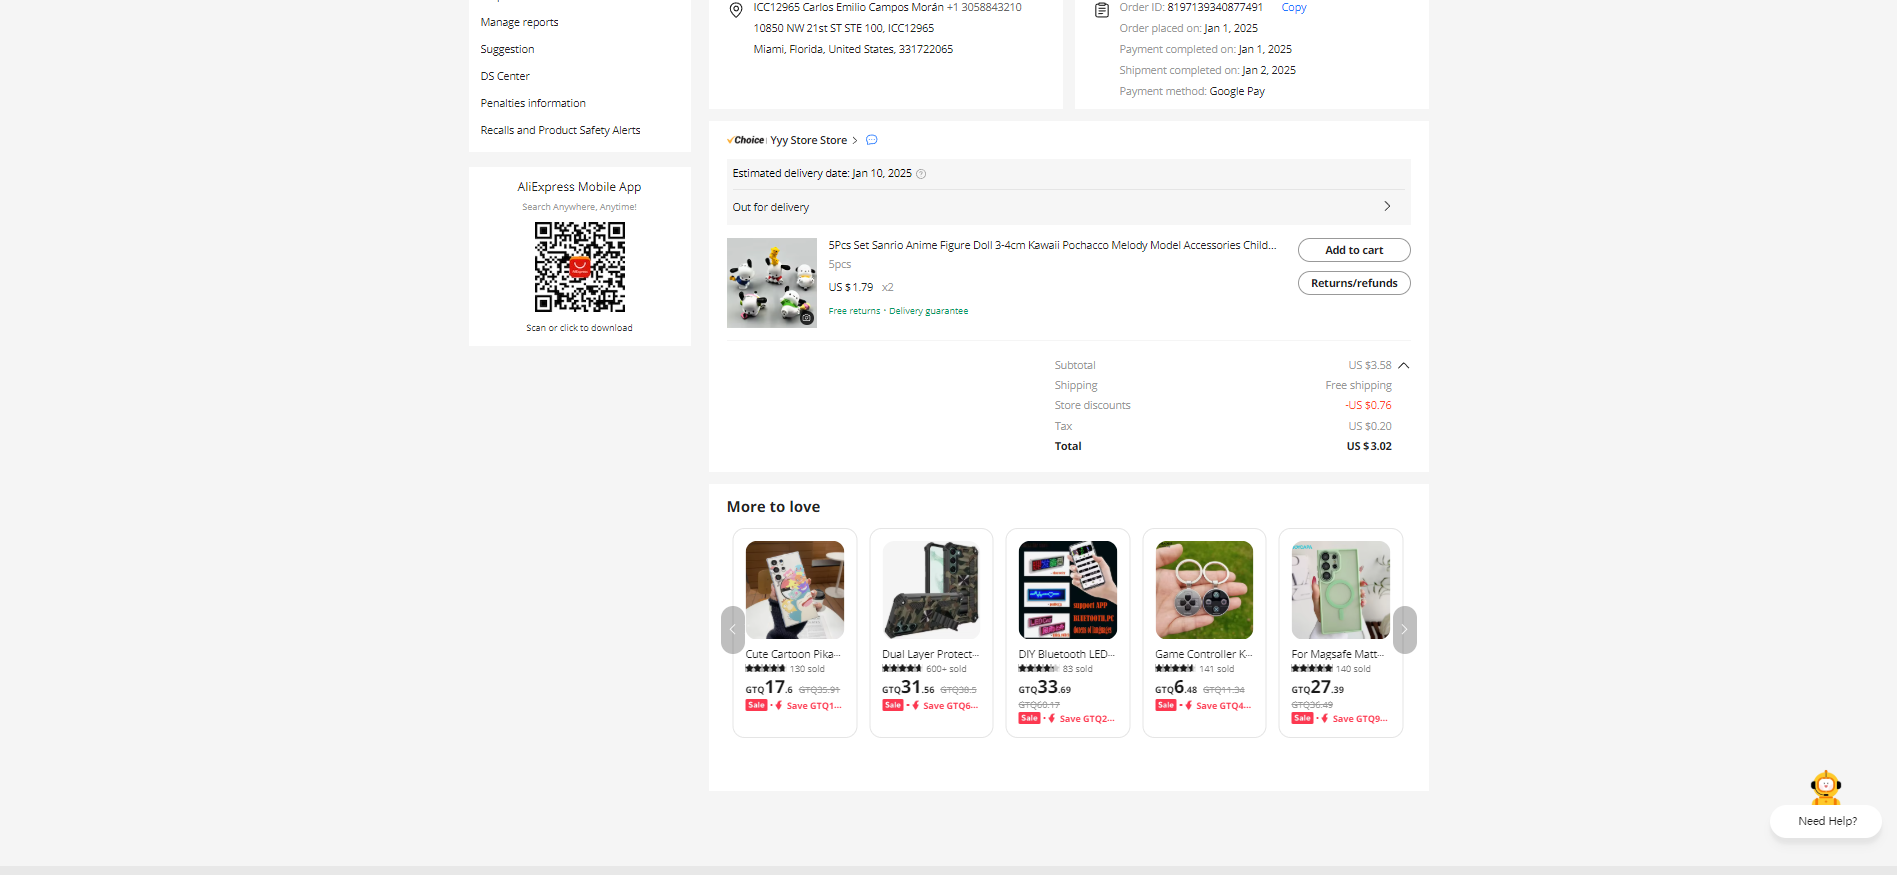 Manage reports
Suggestion
DS Center
Penalties information
Recalls and Product Safety Alerts
AliExpress Mobile App
Search Anywhere, Anytime!
Scan or click to download
ICC12965 Carlos Emilio Campos Morán +1 3058843210
10850 NW 21st ST STE 100, ICC12965
Miami, Florida, United States, 331722065
Order ID: 8197139340877491 Copy
Order placed on: Jan 1, 2025
Payment completed on: Jan 1, 2025
Shipment completed on: Jan 2, 2025
Payment method: Google Pay
Choice Yyy Store Store
Estimated delivery date: Jan 10, 2025
Out for delivery
5Pcs Set Sanrio Anime Figure Doll 3-4cm Kawaii Pochacco Melody Model Accessories Child...
5pcs
US $1.79 x2
Free returns · Delivery guarantee
Add to cart
Returns/refunds
Subtotal US $3.58
Shipping Free shipping
Store discounts -US $0.76
Tax US $0.20
Total US $3.02
More to love
Cute Cartoon Pika...
130 sold
GTQ17.6 GTQ35.91
Sale · Save GTQ1...
Dual Layer Protect...
600+ sold
GTQ31.56 GTQ38.5
Sale · Save GTQ6...
support APP
BLUETOOTH,PC
dozens of languages
DIY Bluetooth LED...
83 sold
GTQ33.69
GTQ60.17
Sale · Save GTQ2...
Game Controller K...
141 sold
GTQ6.48 GTQ11.34
Sale · Save GTQ4...
For Magsafe Matt...
140 sold
GTQ27.39
GTQ36.49
Sale · Save GTQ9...
Need Help?